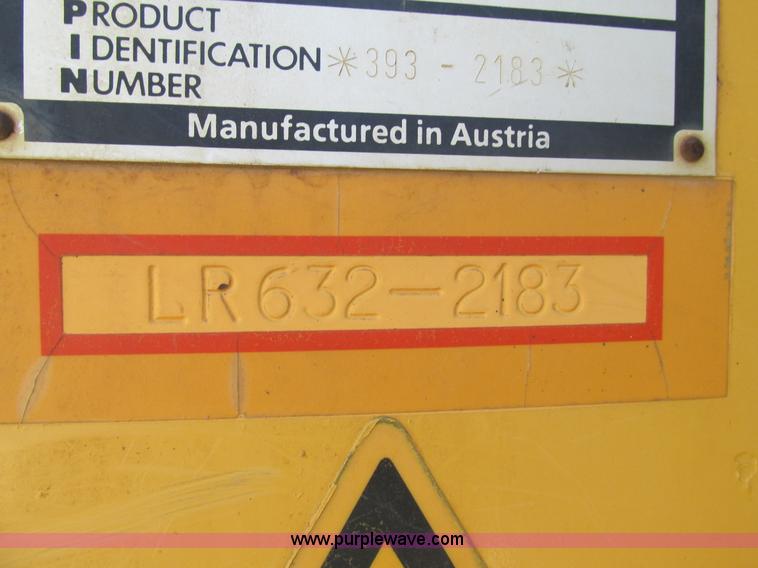 PRODUCT
IDENTIFICATION *393 - 2183*
NUMBER
Manufactured in Austria
LR632-2183
www.purplewave.com